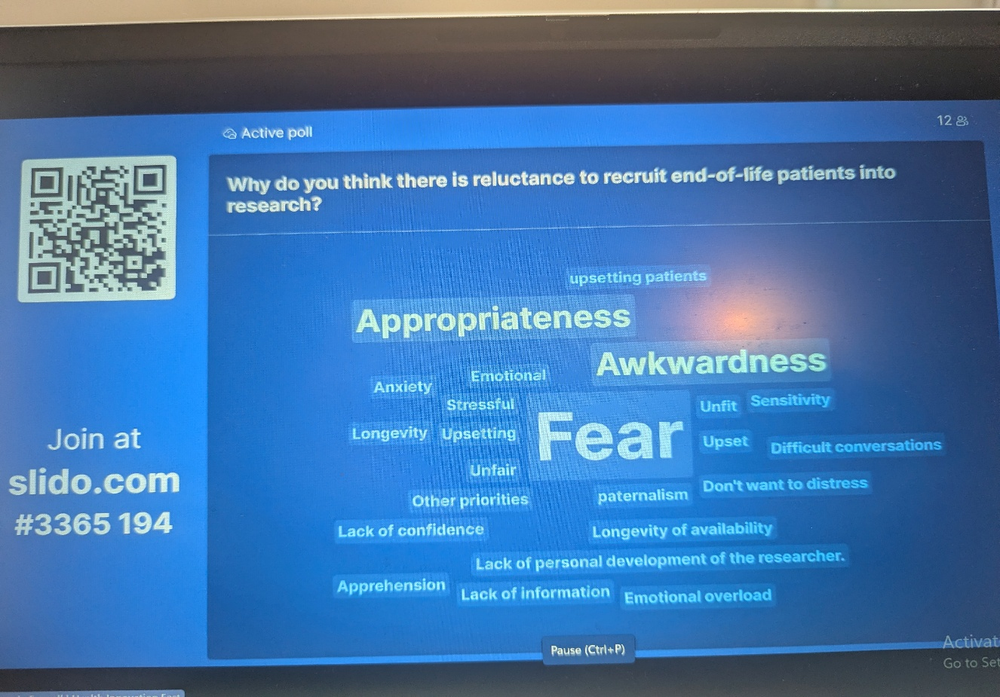 Active poll
12
Why do you think there is reluctance to recruit end-of-life patients into
research?
upsetting patients
Appropriateness
Awkwardness
Emotional
Anxiety
Stressful
Fear
Unfit
Sensitivity
Longevity
Upsetting
Upset
Difficult conversations
Unfair
Don't want to distress
Other priorities
paternalism
Lack of confidence
Longevity of availability
Lack of personal development of the researcher.
Apprehension
Lack of information
Emotional overload
Join at
slido.com
#3365 194
Pause (Ctrl+P)
Activat
Go to Set